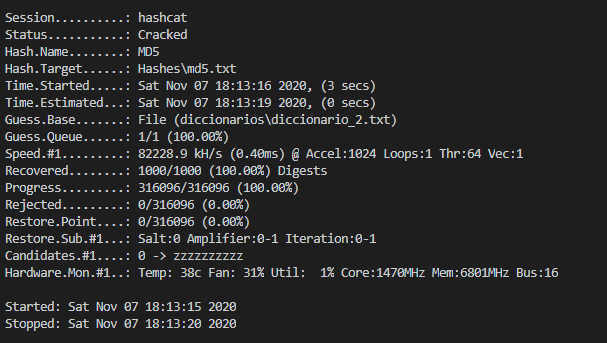 Session..........: hashcat
Status...........: Cracked
Hash.Name........: MD5
Hash.Target......: Hashes\md5.txt
Time.Started.....: Sat Nov 07 18:13:16 2020, (3 secs)
Time.Estimated...: Sat Nov 07 18:13:19 2020, (0 secs)
Guess.Base.......: File (diccionarios\diccionario_2.txt)
Guess.Queue......: 1/1 (100.00%)
Speed.#1.........: 82228.9 kH/s (0.40ms) @ Accel:1024 Loops:1 Thr:64 Vec:1
Recovered........: 1000/1000 (100.00%) Digests
Progress.........: 316096/316096 (100.00%)
Rejected.........: 0/316096 (0.00%)
Restore.Point....: 0/316096 (0.00%)
Restore.Sub.#1...: Salt:0 Amplifier:0-1 Iteration:0-1
Candidates.#1....: 0 -> zzzzzzzzzz
Hardware.Mon.#1..: Temp: 38c Fan: 31% Util:  1% Core:1470MHz Mem:6801MHz Bus:16
Started: Sat Nov 07 18:13:15 2020
Stopped: Sat Nov 07 18:13:20 2020